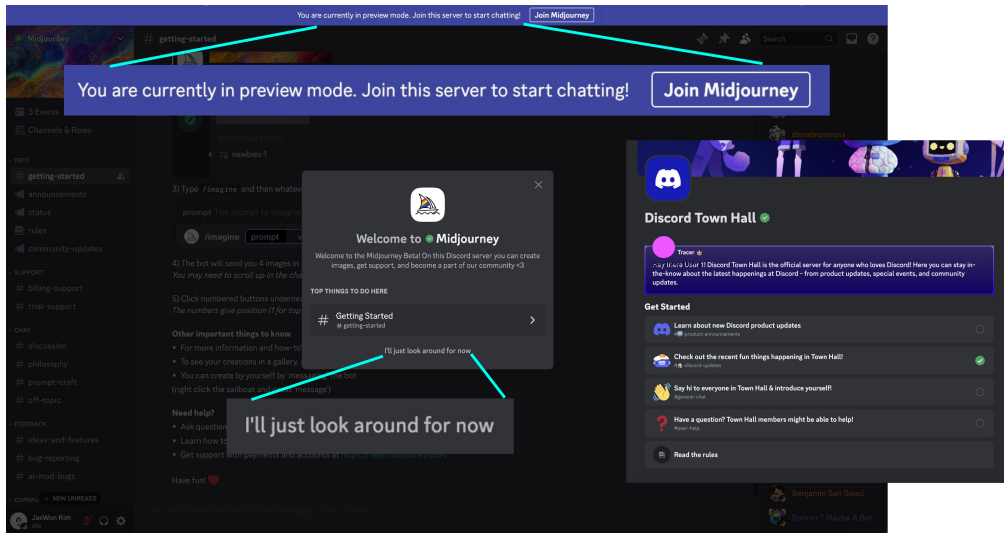 You are currently in preview mode. Join this server to start chatting! Join Midjourney
Midjourney
# getting-started
Search
You are currently in preview mode. Join this server to start chatting! Join Midjourney
3 Events
Channels & Roles
newbies-1
danielrussruss
INFO
# getting-started
announcements
status
rules
community-updates
SUPPORT
# billing-support
# trial-support
CHAT
# discussion
# philosophy
# prompt-craft
# off-topic
FEEDBACK
# ideas-and-features
# bug-reporting
# ai-mod-bugs
COMMU
NEW UNREADS
JaeWon Kim
3) Type /imagine and then whatev
prompt The prompt to imagine
/imagine prompt v
4) The bot will send you 4 images in
You may need to scroll up in the cha
5) Click numbered buttons underne
The numbers give position (1 for top
Other important things to know
• For more information and how-to'
• To see your creations in a gallery,
• You can create by yourself by 'messaging' the bot
(right click the sailboat and
Need help?
• Ask question
• Learn how to
• Get support with payments and accounts at https://help.midjourney.com/
Have fun!
Welcome to Midjourney
Welcome to the Midjourney Beta! On this Discord server you can create
images, get support, and become a part of our community <3
TOP THINGS TO DO HERE
# Getting Started
# getting-started
I'll just look around for now
I'll just look around for now
Discord Town Hall
Tracer
User 1! Discord Town Hall is the official server for anyone who loves Discord! Here you can stay in-
the-know about the latest happenings at Discord – from product updates, special events, and community
updates.
Get Started
Learn about new Discord product updates
product-announcements
Check out the recent fun things happening in Town Hall!
discord-updates
Say hi to everyone in Town Hall & introduce yourself!
#general-chat
Have a question? Town Hall members might be able to help!
#peer-help
Read the rules
Benjamin San Souci
Danner™ Maybe A Bot